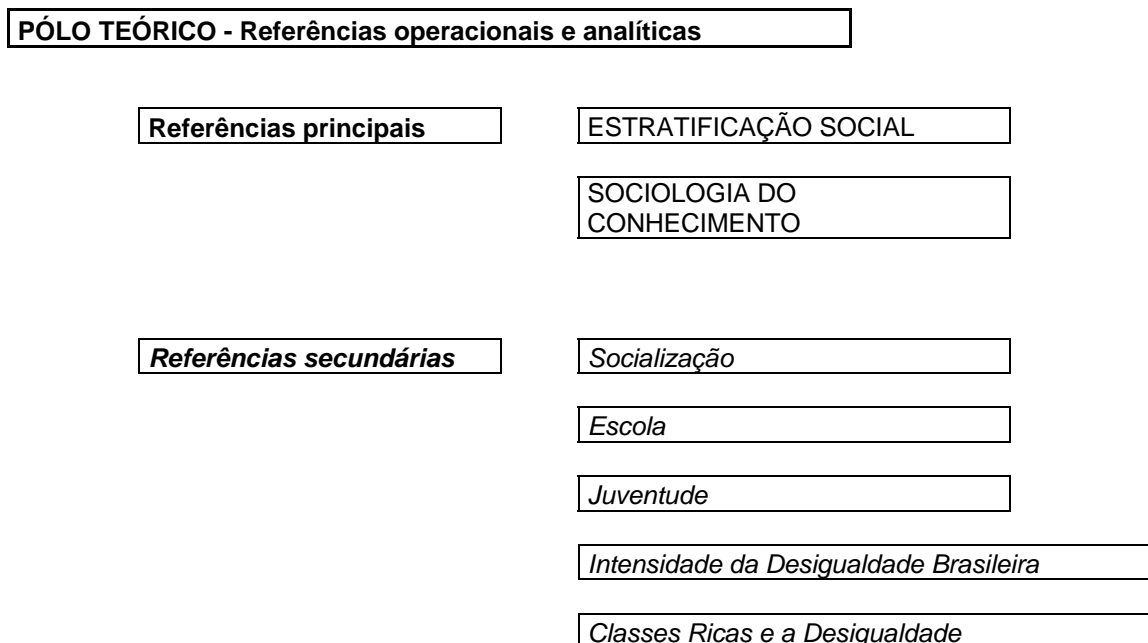 PÓLO TEÓRICO - Referências operacionais e analíticas
Referências principais
ESTRATIFICAÇÃO SOCIAL
SOCIOLOGIA DO
CONHECIMENTO
Referências secundárias
Socialização
Escola
Juventude
Intensidade da Desigualdade Brasileira
Classes Ricas e a Desigualdade